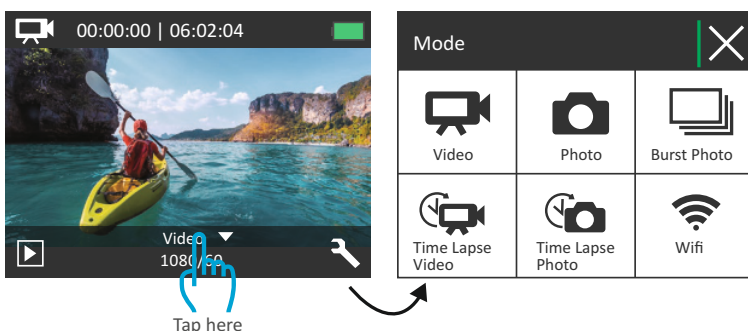 00:00:00 | 06:02:04
Video
1080/60
Tap here
Mode
Video
Photo
Burst Photo
Time Lapse
Video
Time Lapse
Photo
Wifi